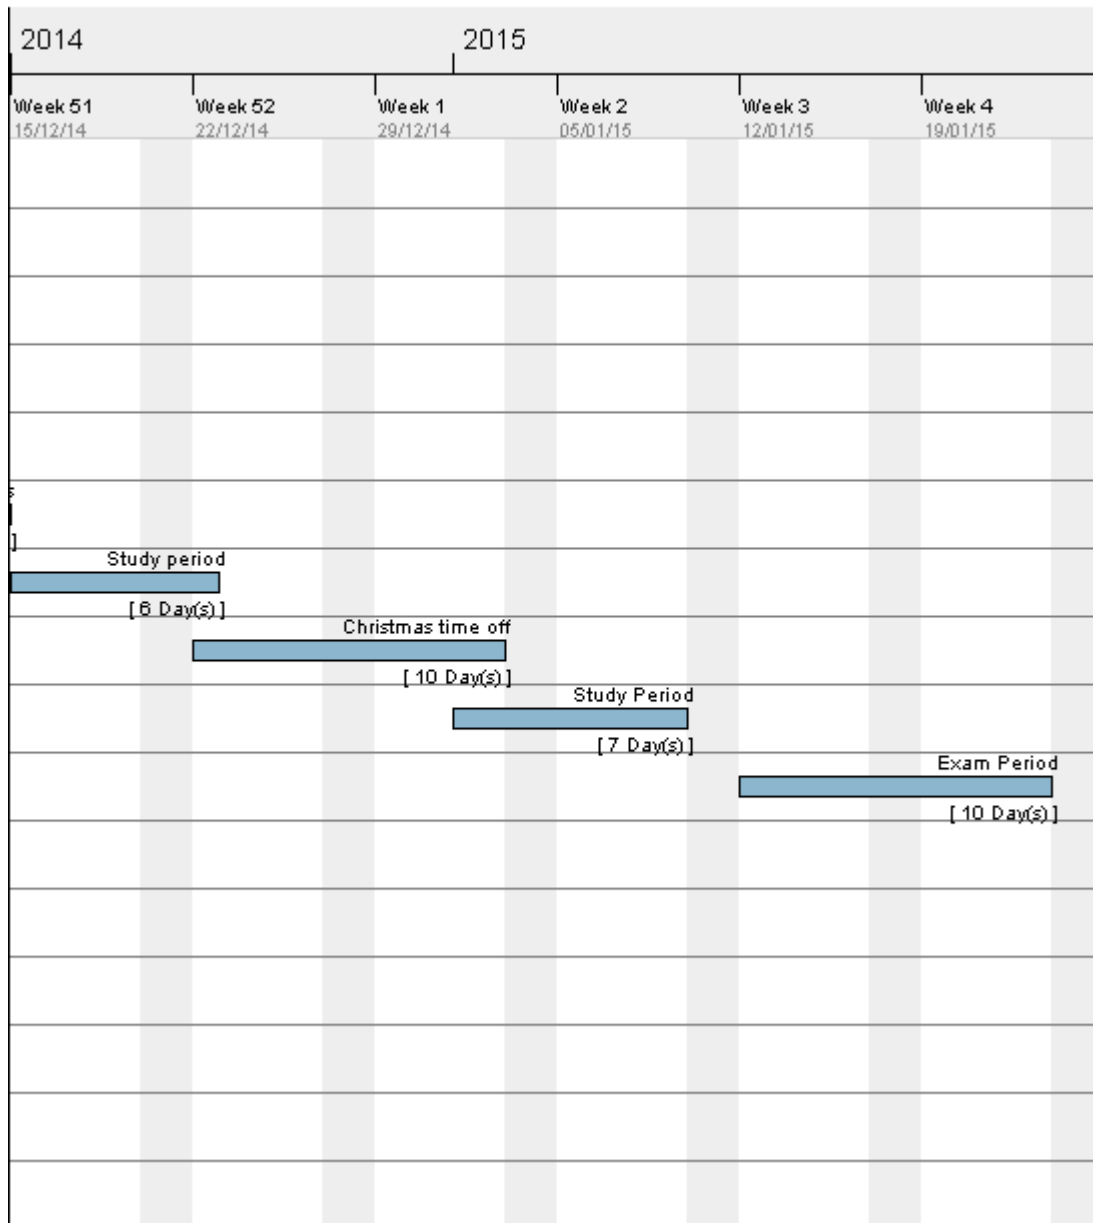 2014 2015
Week 51 Week 52 Week 1 Week 2 Week 3 Week 4
15/12/14 22/12/14 29/12/14 05/01/15 12/01/15 19/01/15
]
Study period
[ 6 Day(s) ]
Christmas time off
[ 10 Day(s) ]
Study Period
[ 7 Day(s) ]
Exam Period
[ 10 Day(s) ]